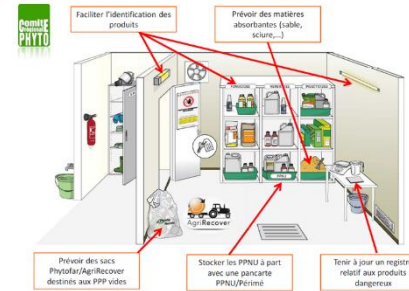 Comité
Régional
PHYTO
Faciliter l'identification des
produits
Prévoir des matières
absorbantes (sable,
sciure,...)
FONGICIDES
HERBICIDES
INSECTICIDES
PPNU
AgriRecover
Prévoir des sacs
Phytofar/AgriRecover
destinés aux PPP vides
Stocker les PPNU à part
avec une pancarte
PPNU/Périmé
Tenir à jour un registre
relatif aux produits
dangereux